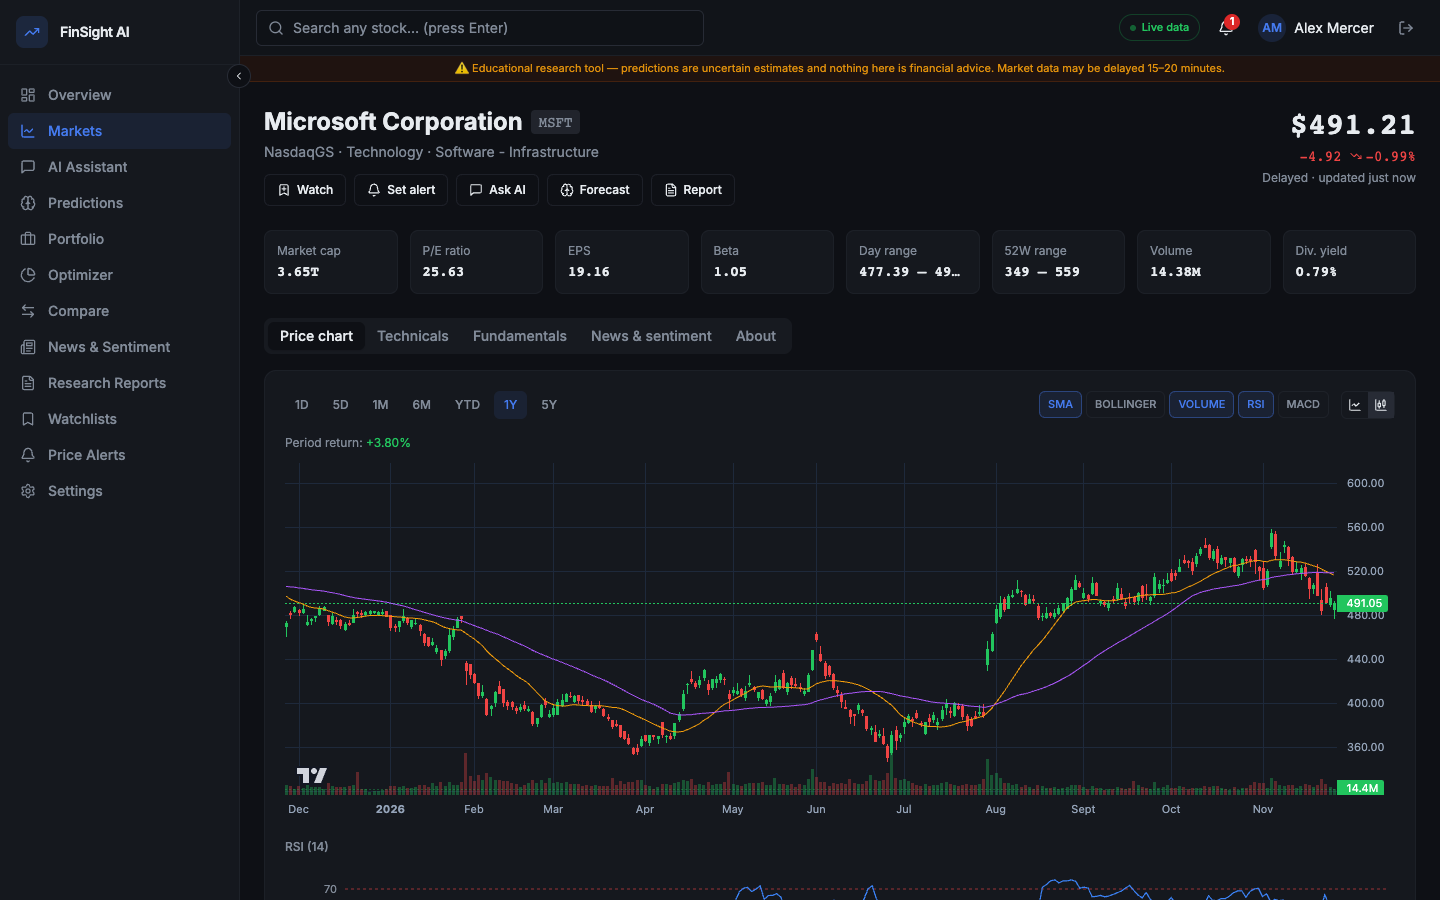 FinSight AI
Search any stock... (press Enter)
Live data
1
AM
Alex Mercer
⚠ Educational research tool — predictions are uncertain estimates and nothing here is financial advice. Market data may be delayed 15–20 minutes.
Overview
Markets
AI Assistant
Predictions
Portfolio
Optimizer
Compare
News & Sentiment
Research Reports
Watchlists
Price Alerts
Settings
Microsoft Corporation MSFT
NasdaqGS · Technology · Software - Infrastructure
$491.21
-4.92 -0.99%
Delayed · updated just now
Watch
Set alert
Ask AI
Forecast
Report
Market cap
3.65T
P/E ratio
25.63
EPS
19.16
Beta
1.05
Day range
477.39 – 49…
52W range
349 – 559
Volume
14.38M
Div. yield
0.79%
Price chart
Technicals
Fundamentals
News & sentiment
About
1D 5D 1M 6M YTD 1Y 5Y
SMA BOLLINGER VOLUME RSI MACD
Period return: +3.80%
600.00
560.00
520.00
491.05
480.00
440.00
400.00
360.00
14.4M
Dec 2026 Feb Mar Apr May Jun Jul Aug Sept Oct Nov
RSI (14)
70